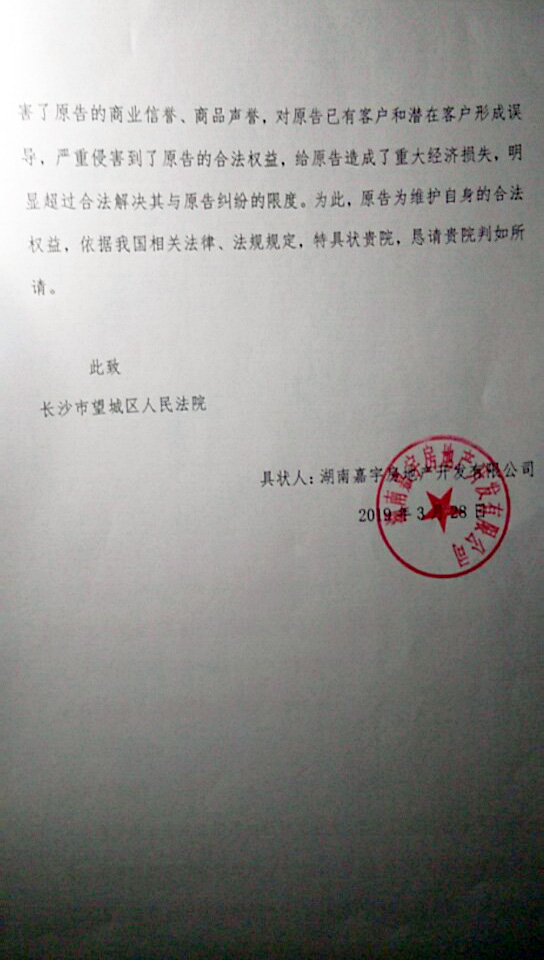 害了原告的商业信誉、商品声誉，对原告已有客户和潜在客户形成误
导，严重侵害到了原告的合法权益，给原告造成了重大经济损失，明
显超过合法解决其与原告纠纷的限度。为此，原告为维护自身的合法
权益，依据我国相关法律、法规规定，特具状贵院，恳请贵院判如所
请。
此致
长沙市望城区人民法院
具状人：湖南嘉宇房地产开发有限公司
2019年3月28日
湖南嘉宇房地产开发有限公司